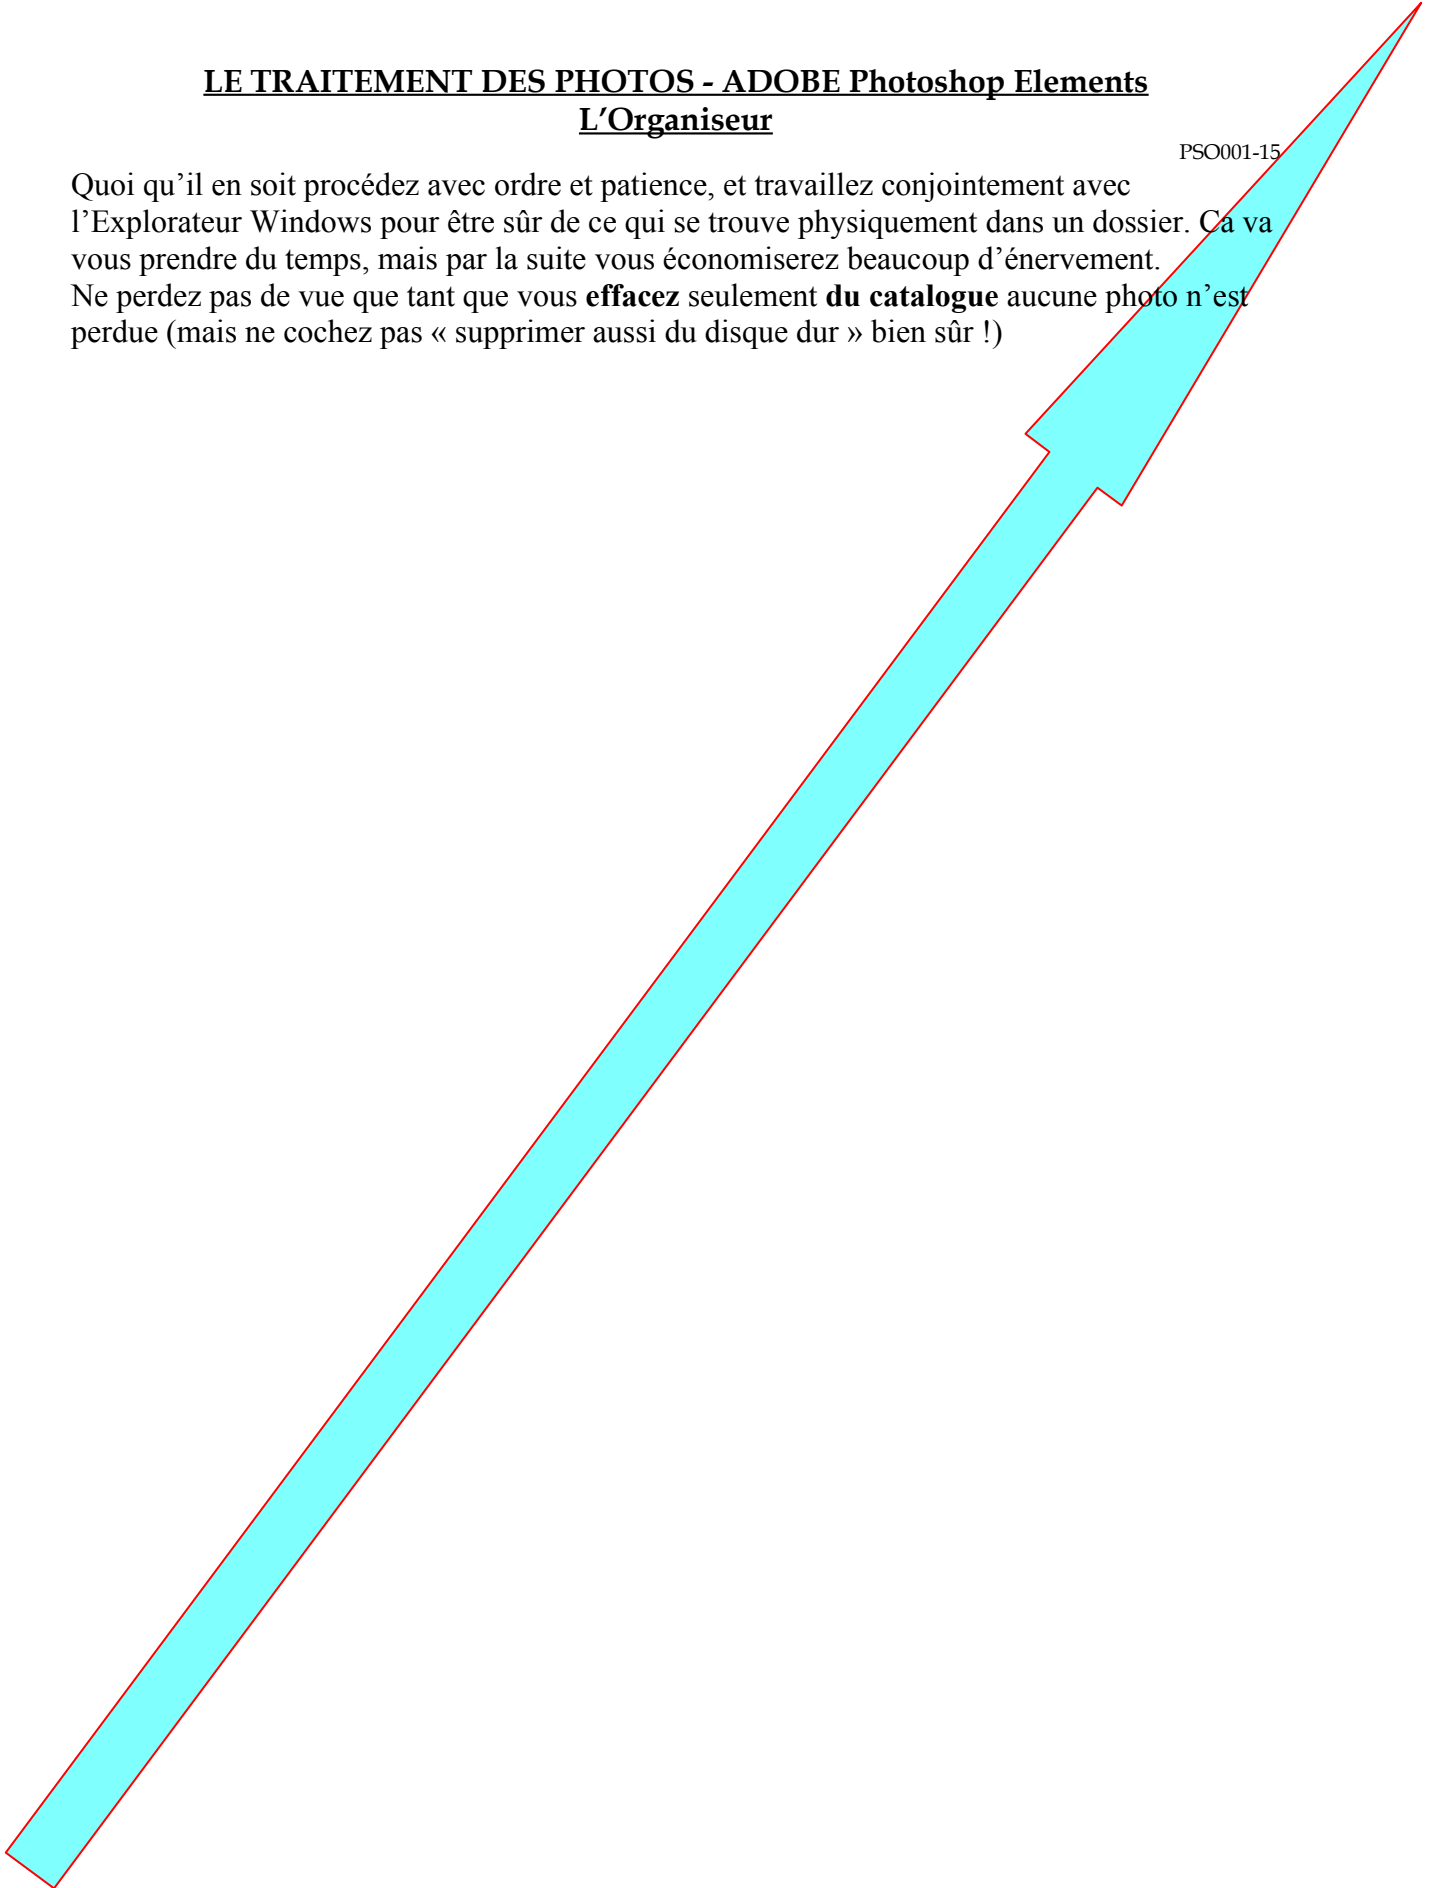 LE TRAITEMENT DES PHOTOS - ADOBE Photoshop Elements
L’Organiseur
PSO001-15
Quoi qu’il en soit procédez avec ordre et patience, et travaillez conjointement avec
l’Explorateur Windows pour être sûr de ce qui se trouve physiquement dans un dossier. Ca va
vous prendre du temps, mais par la suite vous économiserez beaucoup d’énervement.
Ne perdez pas de vue que tant que vous effacez seulement du catalogue aucune photo n’est
perdue (mais ne cochez pas « supprimer aussi du disque dur » bien sûr !)